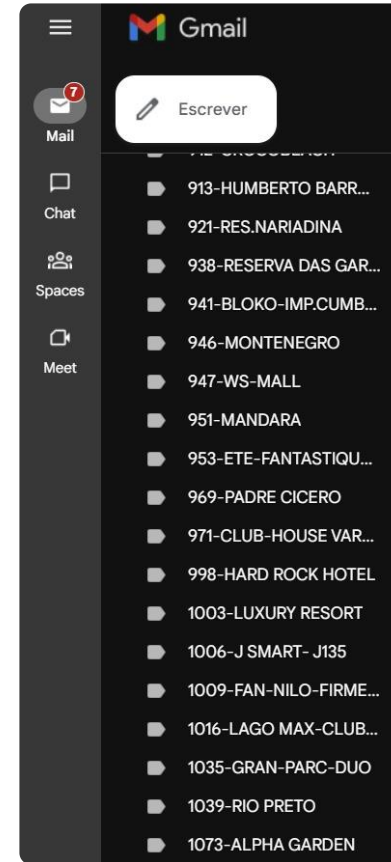 Gmail
7
Mail
Escrever
Chat
Spaces
Meet
913-HUMBERTO BARR...
921-RES.NARIADINA
938-RESERVA DAS GAR...
941-BLOKO-IMP.CUMB...
946-MONTENEGRO
947-WS-MALL
951-MANDARA
953-ETE-FANTASTIQU...
969-PADRE CICERO
971-CLUB-HOUSE VAR...
998-HARD ROCK HOTEL
1003-LUXURY RESORT
1006-J SMART- J135
1009-FAN-NILO-FIRME...
1016-LAGO MAX-CLUB...
1035-GRAN-PARC-DUO
1039-RIO PRETO
1073-ALPHA GARDEN